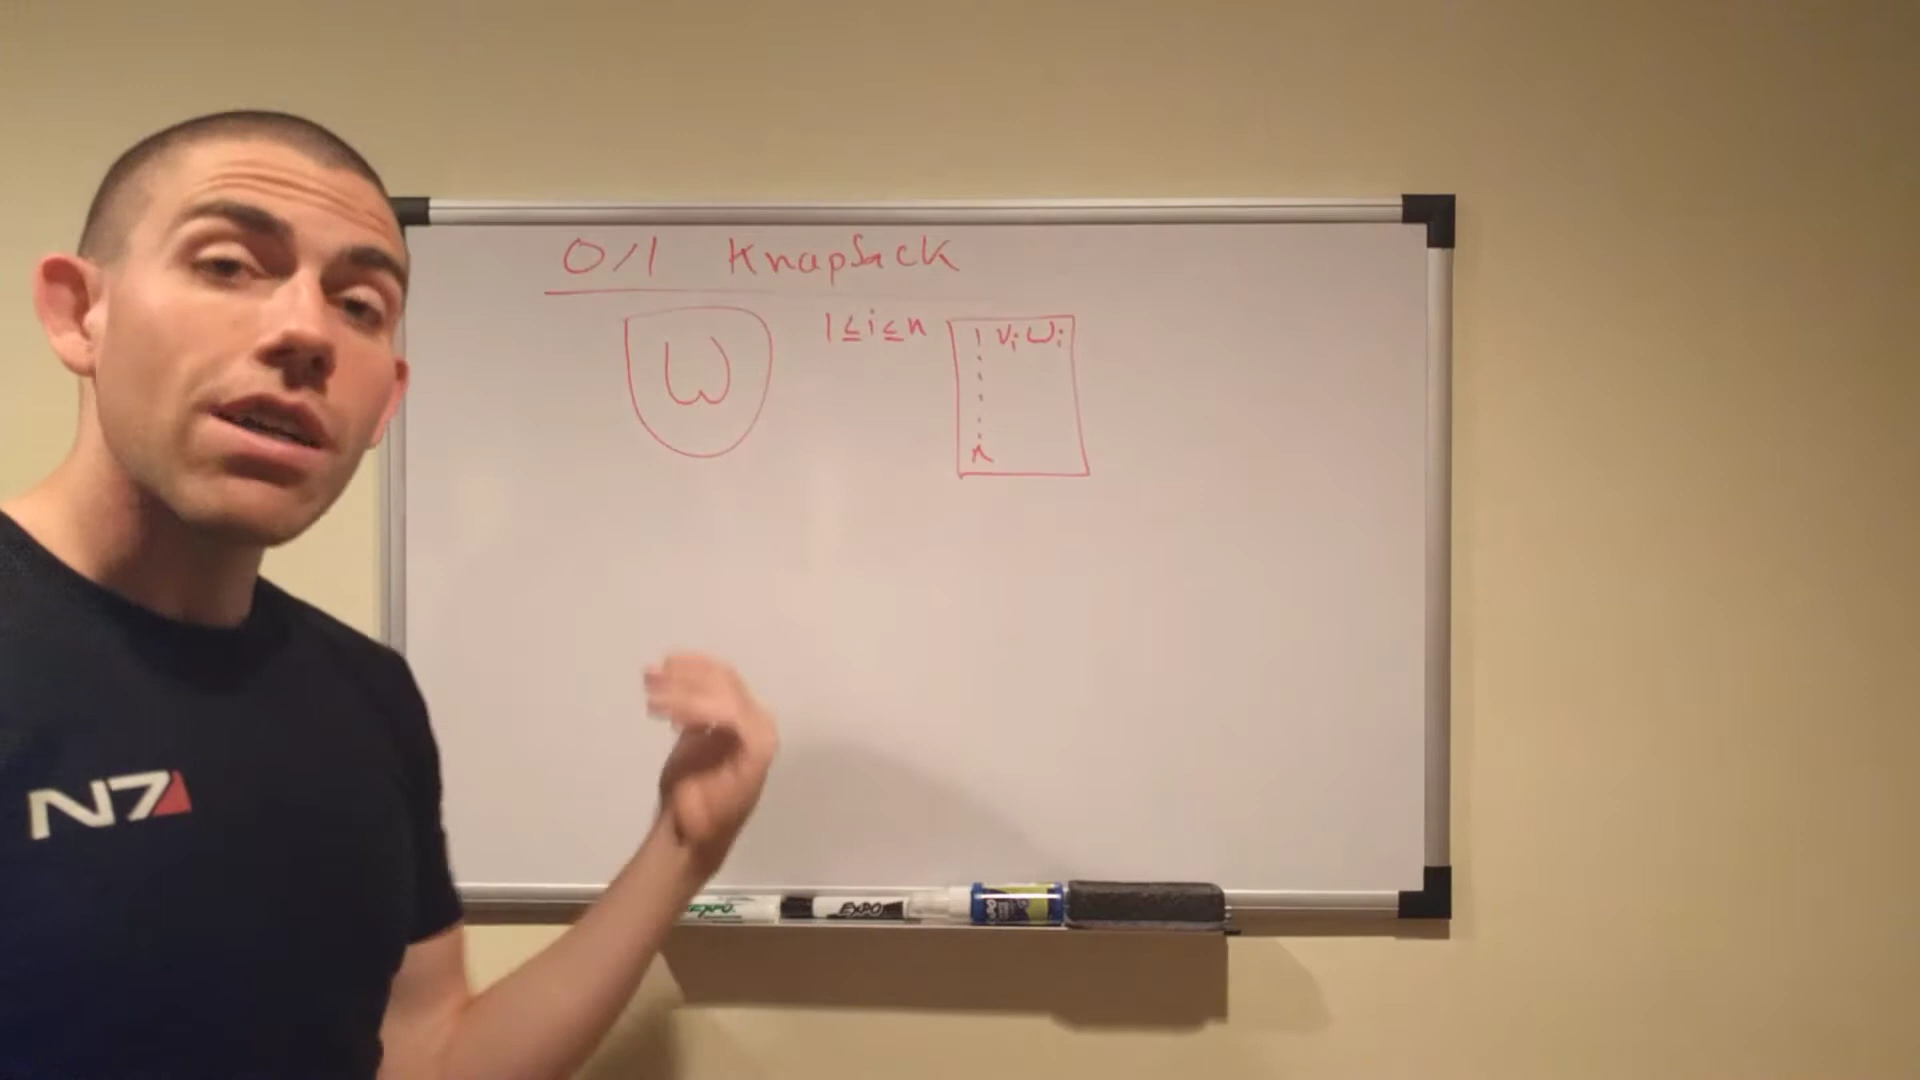 0/1 Knapsack
W
1≤i≤n
1 vi wi
n
N7
EXPO
EXPO